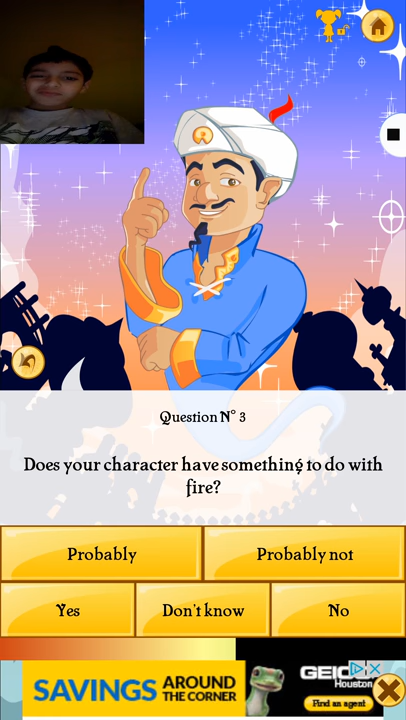 Question N° 3
Does your character have something to do with
fire?
Probably
Probably not
Yes
Don't know
No
SAVINGS AROUND
THE CORNER
GEICO
Houston
Find an agent